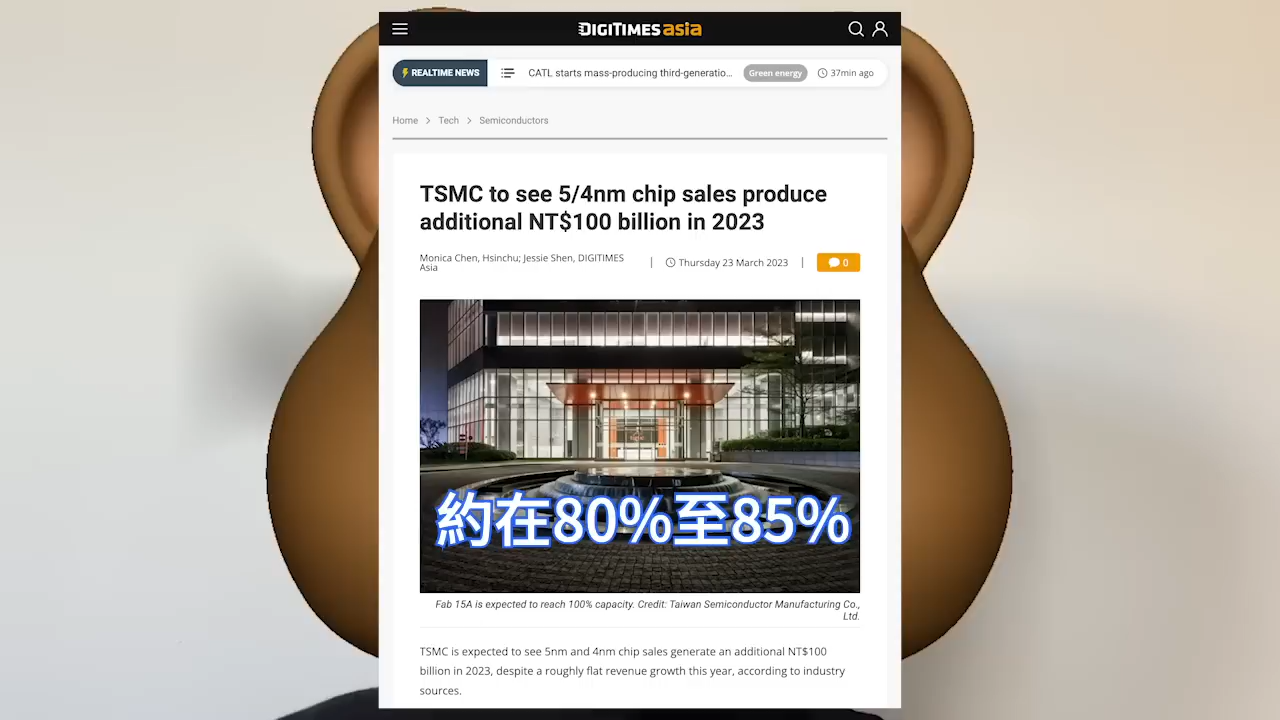 DIGITIMES asia
REALTIME NEWS
CATL starts mass-producing third-generatio...
Green energy
37min ago
Home > Tech > Semiconductors
TSMC to see 5/4nm chip sales produce
additional NT$100 billion in 2023
Monica Chen, Hsinchu; Jessie Shen, DIGITIMES
Asia
Thursday 23 March 2023
0
約在80%至85%
Fab 15A is expected to reach 100% capacity. Credit: Taiwan Semiconductor Manufacturing Co.,
Ltd.
TSMC is expected to see 5nm and 4nm chip sales generate an additional NT$100
billion in 2023, despite a roughly flat revenue growth this year, according to industry
sources.